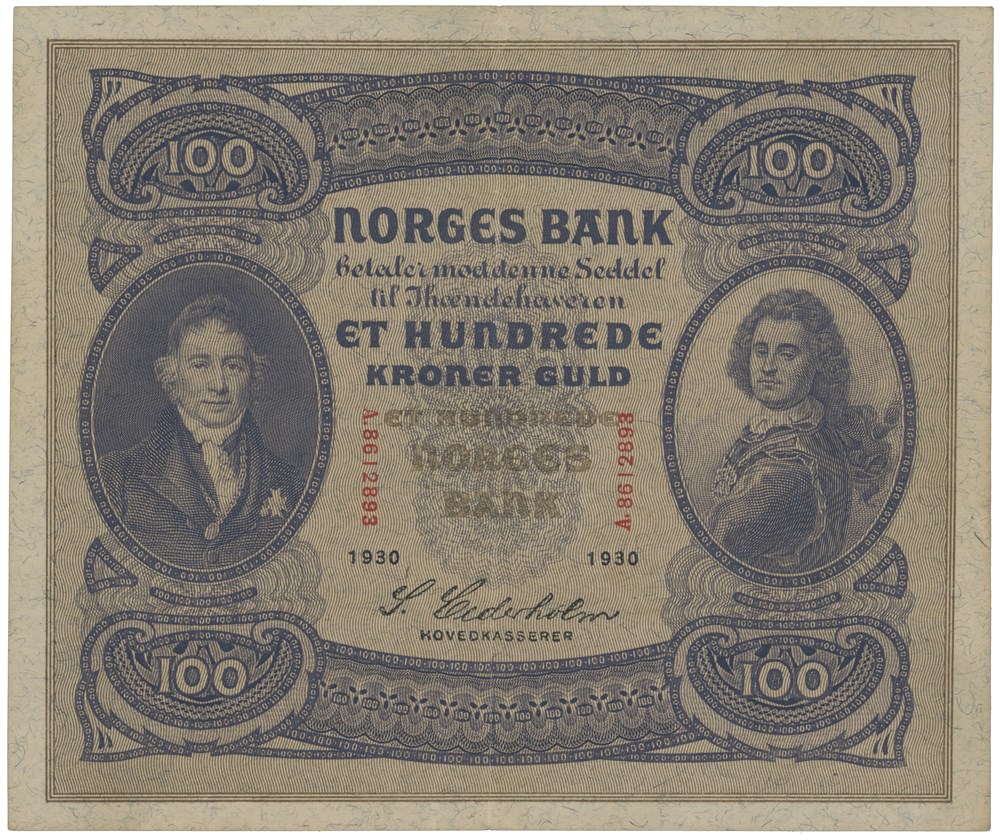 100 100
NORGES BANK
Betaler mod denne Seddel
til Ihændehaveren
ET HUNDREDE
KRONER GULD
ET HUNDREDE
NORGES
BANK
A.8612893
A.8612893
1930 1930
S. Cederholm
HOVEDKASSERER
100 100